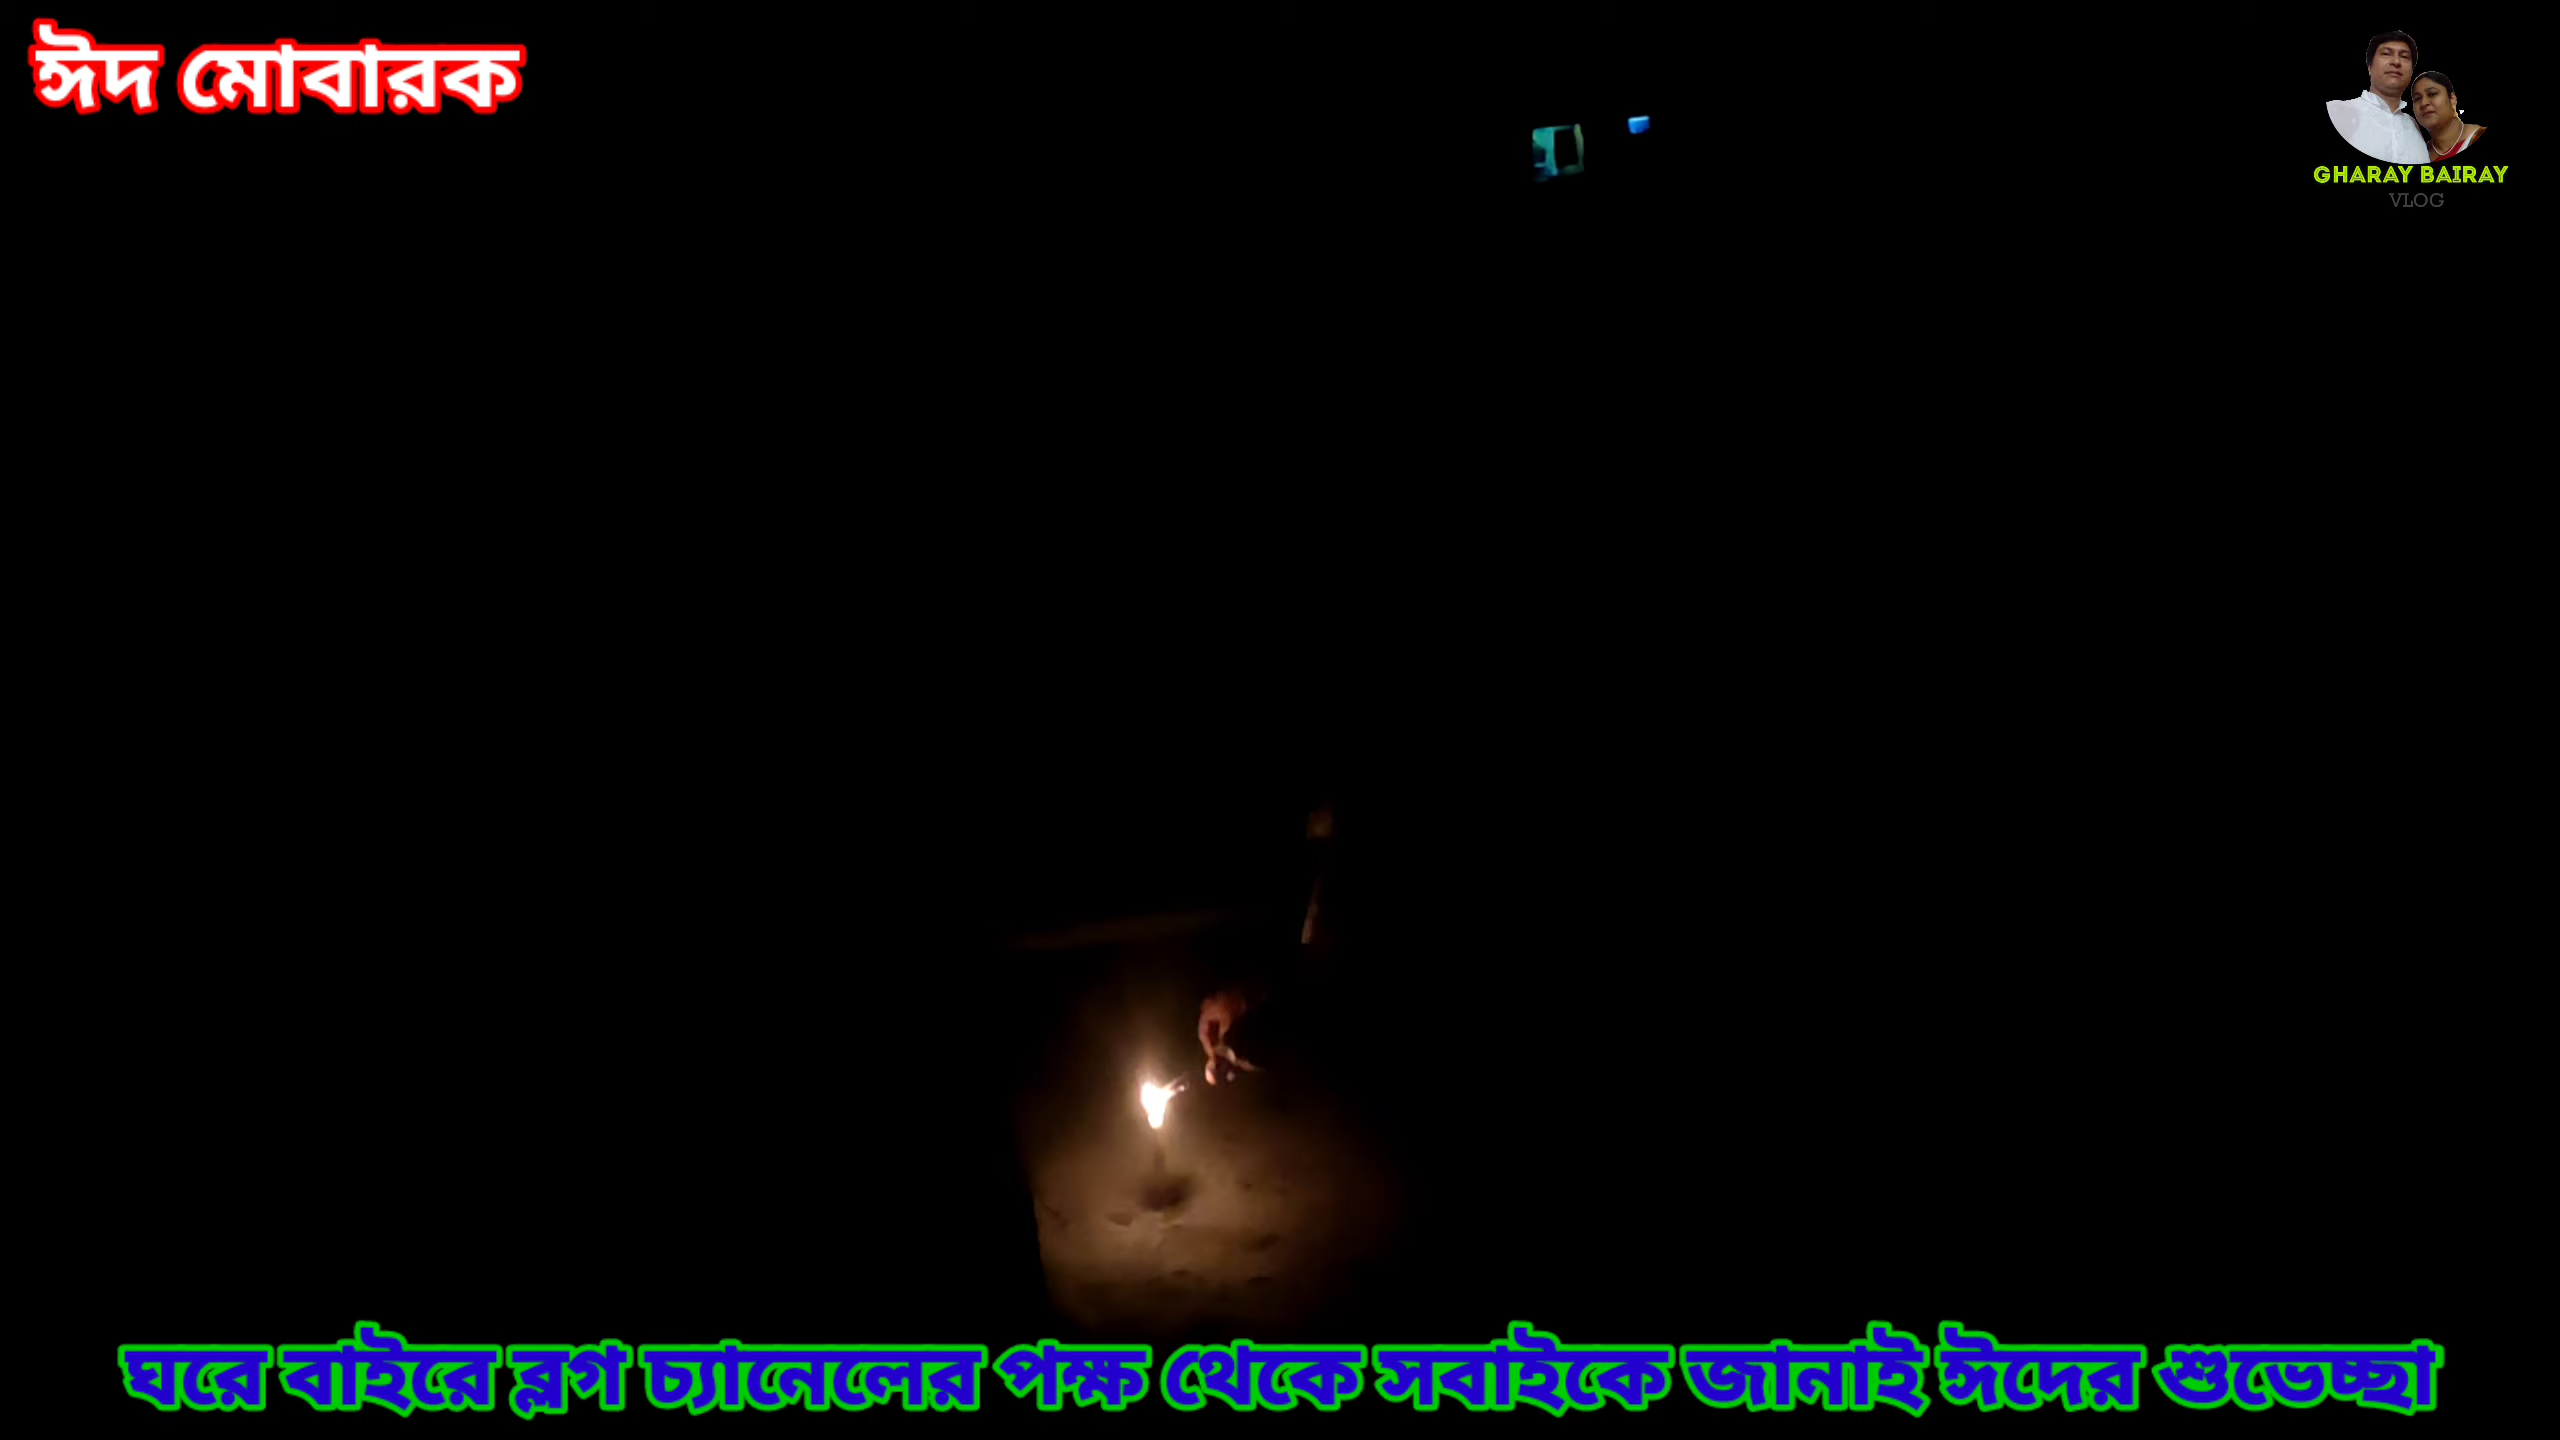 ঈদ মোবারক
GHARAY BAIRAY
VLOG
ঘরে বাইরে ব্লগ চ্যানেলের পক্ষ থেকে সবাইকে জানাই ঈদের শুভেচ্ছা